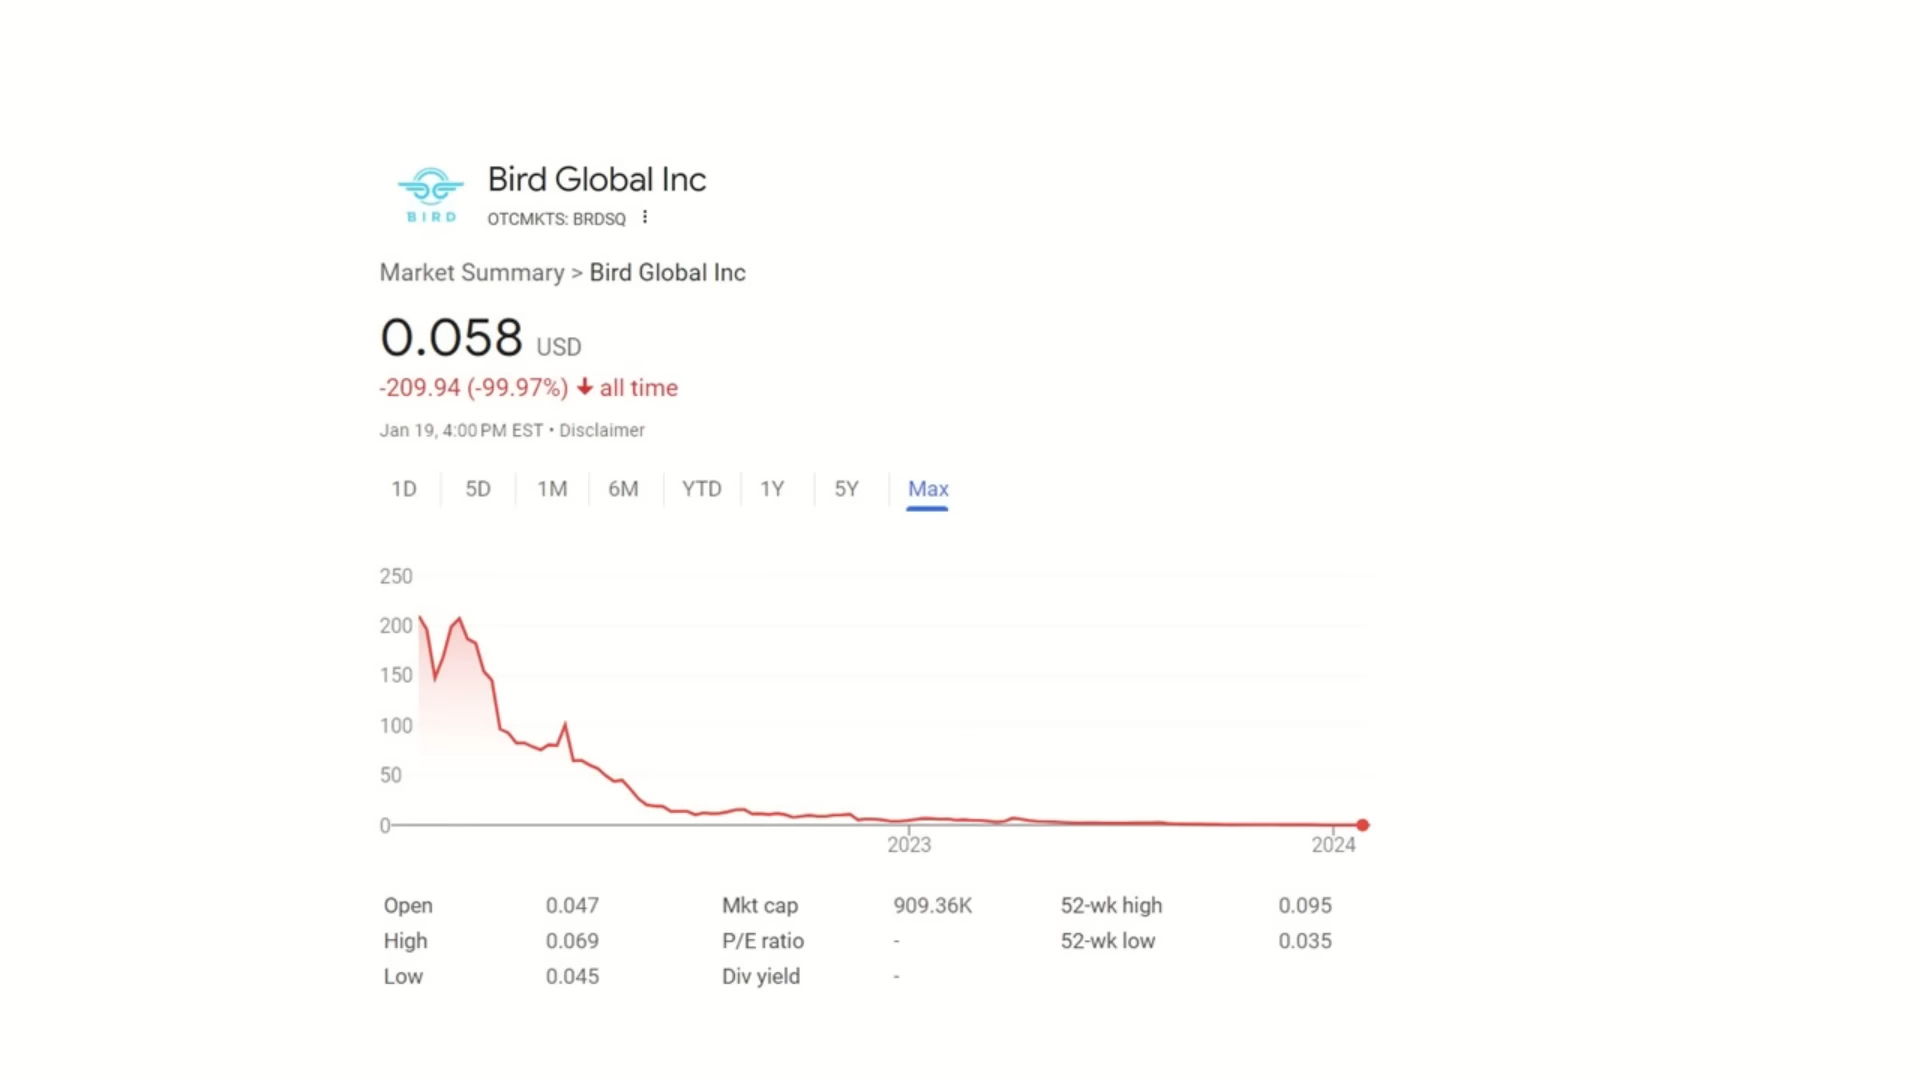 BIRD
Bird Global Inc
OTCMKTS: BRDSQ
Market Summary > Bird Global Inc
0.058 USD
-209.94 (-99.97%) ↓ all time
Jan 19, 4:00 PM EST • Disclaimer
1D 5D 1M 6M YTD 1Y 5Y Max
250
200
150
100
50
0
2023 2024
Open 0.047 Mkt cap 909.36K 52-wk high 0.095
High 0.069 P/E ratio - 52-wk low 0.035
Low 0.045 Div yield -